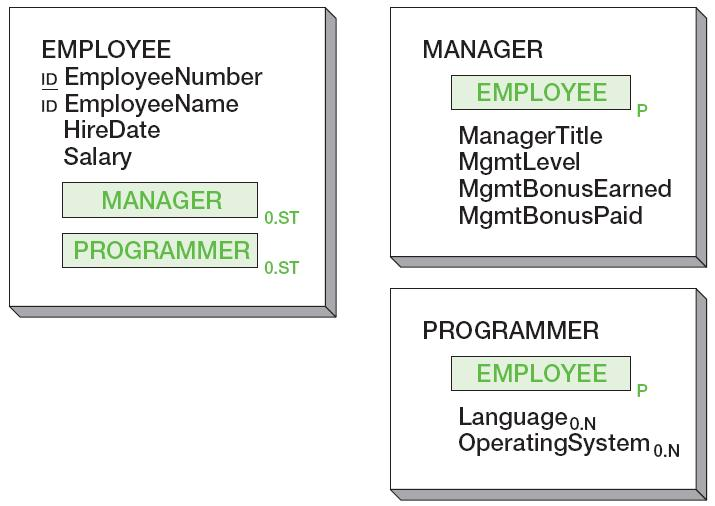 EMPLOYEE
ID EmployeeNumber
ID EmployeeName
HireDate
Salary
MANAGER 0.ST
PROGRAMMER 0.ST
MANAGER
EMPLOYEE P
ManagerTitle
MgmtLevel
MgmtBonusEarned
MgmtBonusPaid
PROGRAMMER
EMPLOYEE P
Language 0.N
OperatingSystem 0.N